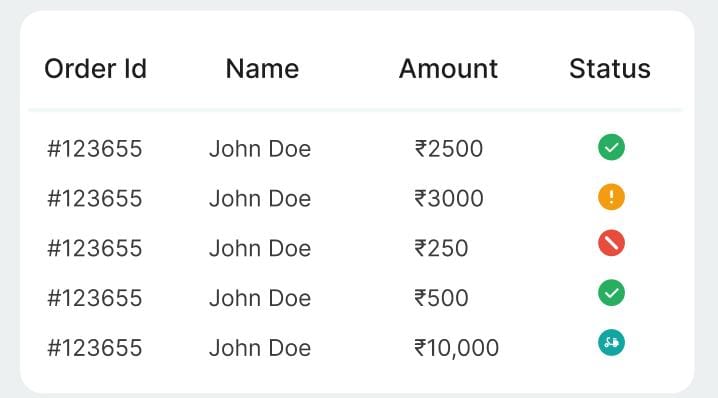 Order Id Name Amount Status
#123655 John Doe ₹2500
#123655 John Doe ₹3000
#123655 John Doe ₹250
#123655 John Doe ₹500
#123655 John Doe ₹10,000